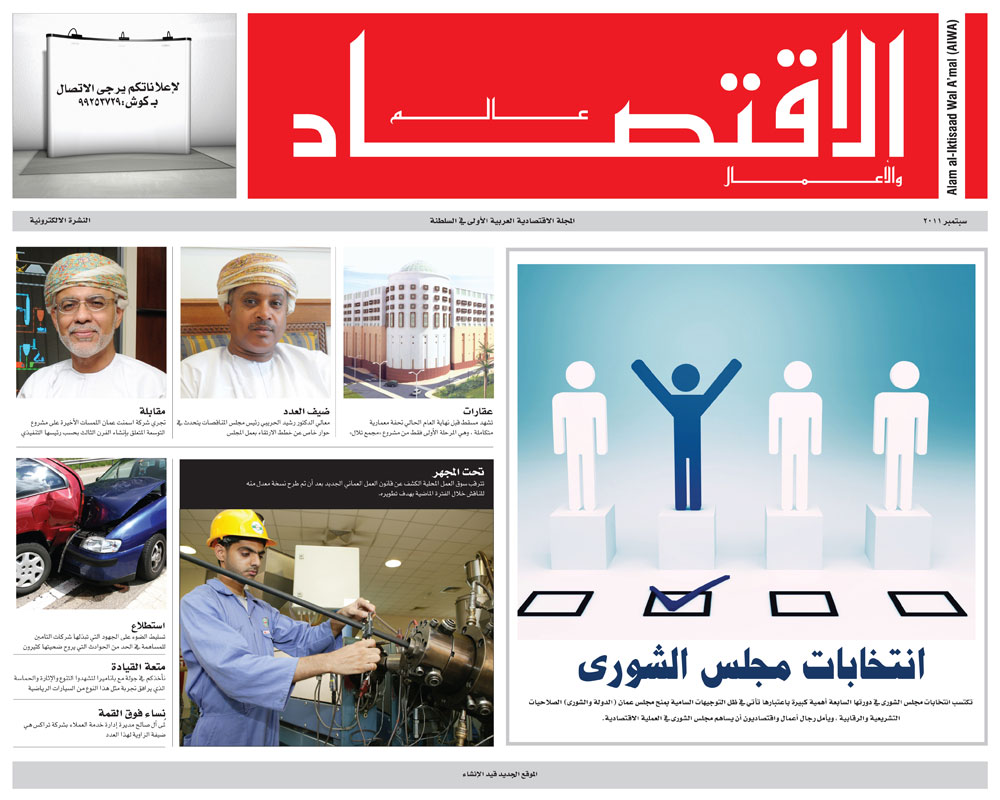 عالم
الاقتصاد
والأعمال
Alam al-Iktisaad Wal A'mal (AIWA)
لإعلاناتكم يرجى الاتصال
بـ كوش: ٩٩٢٥٣٧٢٩
سبتمبر ٢٠١١
المجلة الاقتصادية العربية الأولى في السلطنة
النشرة الالكترونية
انتخابات مجلس الشورى
تكتسب انتخابات مجلس الشورى في دورتها السابعة أهمية كبيرة باعتبارها تأتي في ظل التوجيهات السامية بمنح مجلس عمان (الدولة والشورى) الصلاحيات
التشريعية والرقابية . ويأمل رجال أعمال واقتصاديون أن يساهم مجلس الشورى في العملية الاقتصادية.
عقارات
تشهد مسقط قبل نهاية العام الحالي تحفة معمارية
متكاملة ، وهي المرحلة الأولى فقط من مشروع «مجمع تلال»
ضيف العدد
معالي الدكتور رشيد الحريبي رئيس مجلس المناقصات يتحدث في
حوار خاص عن خطط الارتقاء بعمل المجلس
مقابلة
تجري شركة اسمنت عمان اللمسات الأخيرة على مشروع
التوسعة المتعلق بإنشاء الفرن الثالث بحسب رئيسها التنفيذي
تحت المجهر
تترقب سوق العمل المحلية الكشف عن قانون العمل العماني الجديد بعد أن تم طرح نسخة معدل منه
للنقاش خلال الفترة الماضية بهدف تطويره.
استطلاع
تسليط الضوء على الجهود التي تبذلها شركات التامين
للمساهمة في الحد من الحوادث التي يروح ضحيتها كثيرون
متعة القيادة
نأخذكم في جولة مع باناميرا لتشهدوا التنوع والإثارة والحماسة
الذي يرافق تجربة مثل هذا النوع من السيارات الرياضية
نساء فوق القمة
لُى آل صالح مديرة إدارة خدمة العملاء بشركة تراكس هي
ضيفة الزاوية لهذا العدد
الموقع الجديد قيد الإنشاء